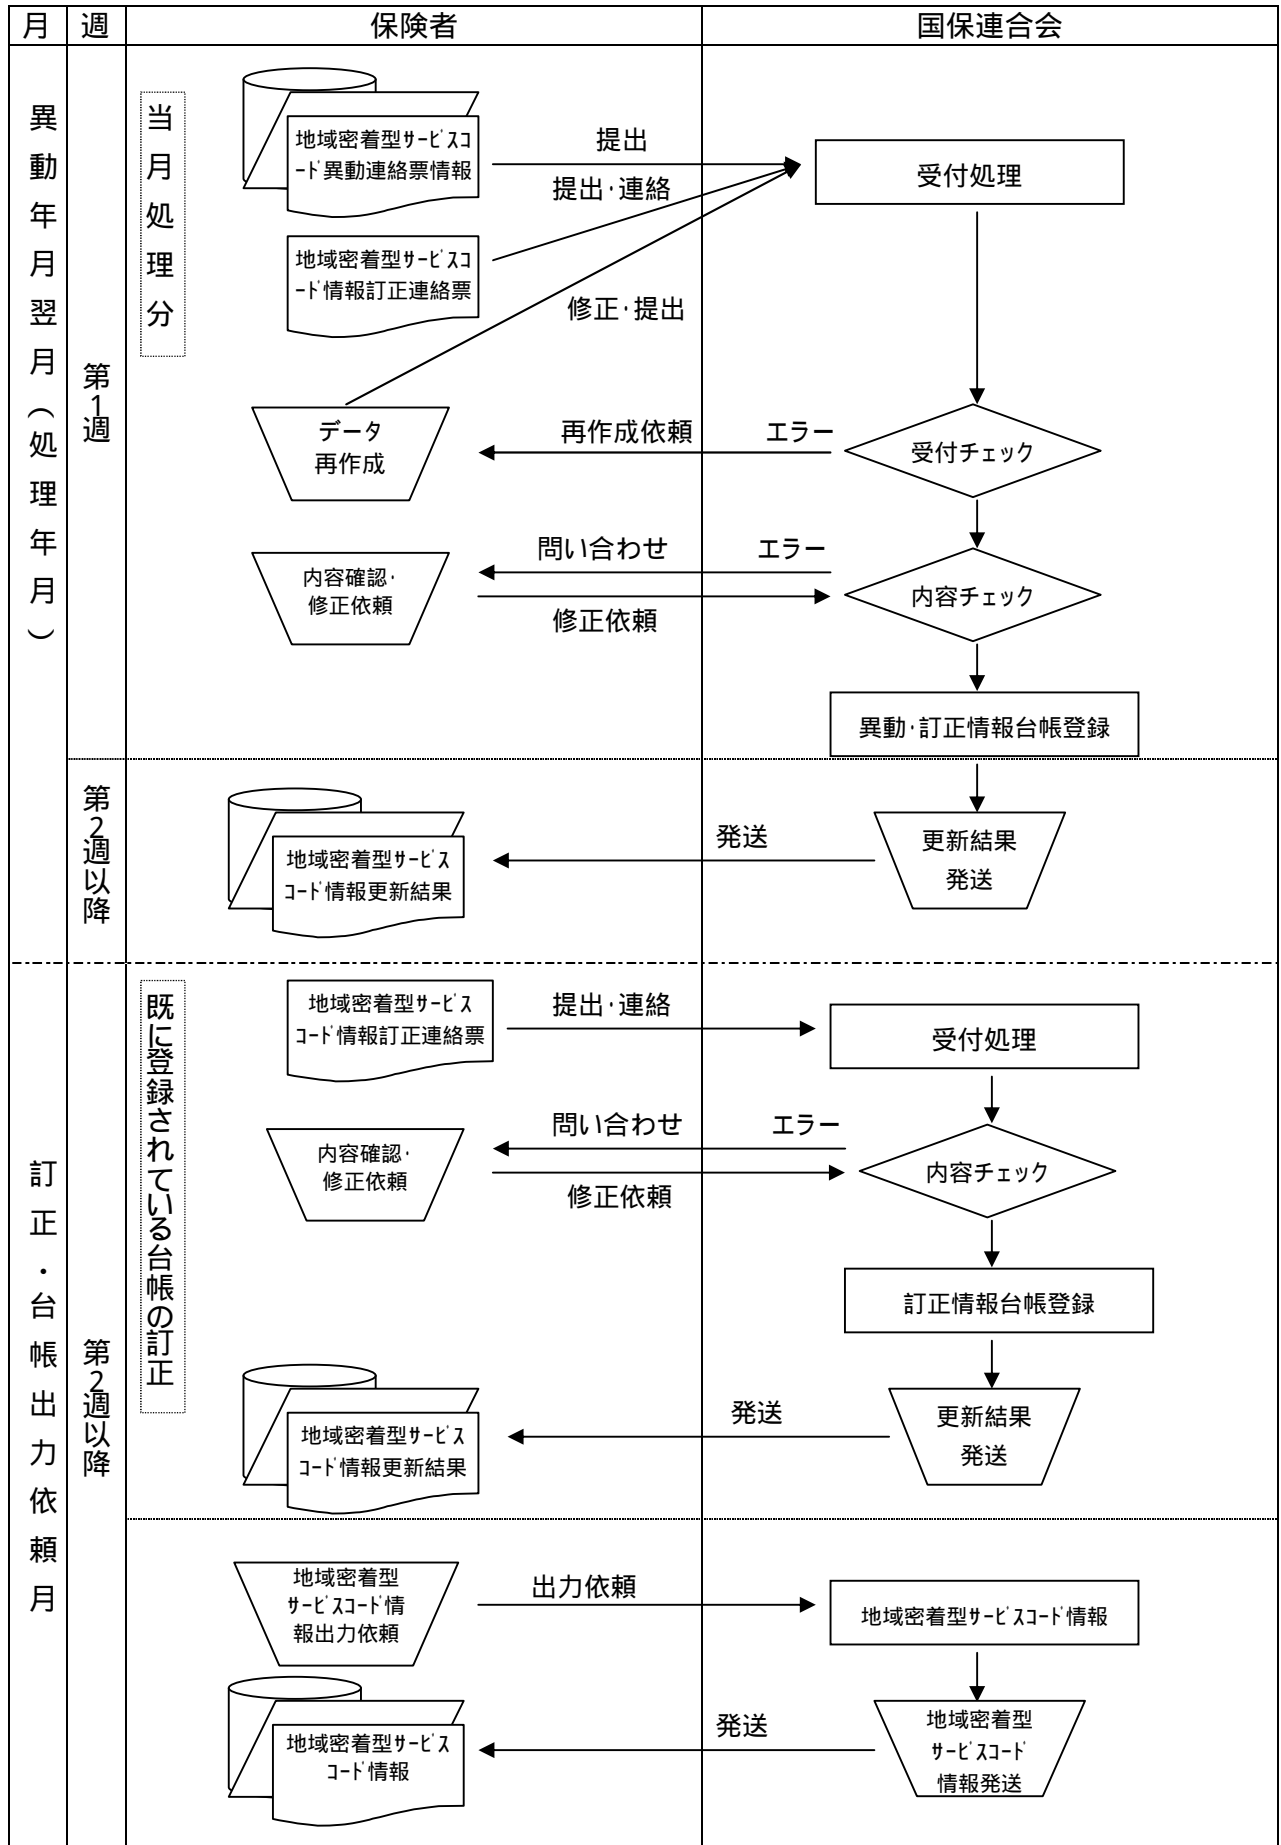 月
週
保険者
国保連合会
異動年月翌月（処理年月）
第1週
当月処理分
地域密着型ｻｰﾋﾞｽｺ
ｰﾄﾞ異動連絡票情報
提出
受付処理
提出･連絡
地域密着型ｻｰﾋﾞｽｺ
ｰﾄﾞ情報訂正連絡票
修正･提出
データ
再作成
再作成依頼
エラー
受付チェック
内容確認･
修正依頼
問い合わせ
エラー
修正依頼
内容チェック
異動･訂正情報台帳登録
第2週以降
地域密着型ｻｰﾋﾞｽ
ｺｰﾄﾞ情報更新結果
発送
更新結果
発送
訂正・台帳出力依頼月
第2週以降
既に登録されている台帳の訂正
地域密着型ｻｰﾋﾞｽ
ｺｰﾄﾞ情報訂正連絡票
提出･連絡
受付処理
内容確認･
修正依頼
問い合わせ
エラー
修正依頼
内容チェック
訂正情報台帳登録
地域密着型ｻｰﾋﾞｽ
ｺｰﾄﾞ情報更新結果
発送
更新結果
発送
地域密着型
ｻｰﾋﾞｽｺｰﾄﾞ情
報出力依頼
出力依頼
地域密着型ｻｰﾋﾞｽｺｰﾄﾞ情報
地域密着型ｻｰﾋﾞｽ
ｺｰﾄﾞ情報
発送
地域密着型
ｻｰﾋﾞｽｺｰﾄﾞ
情報発送